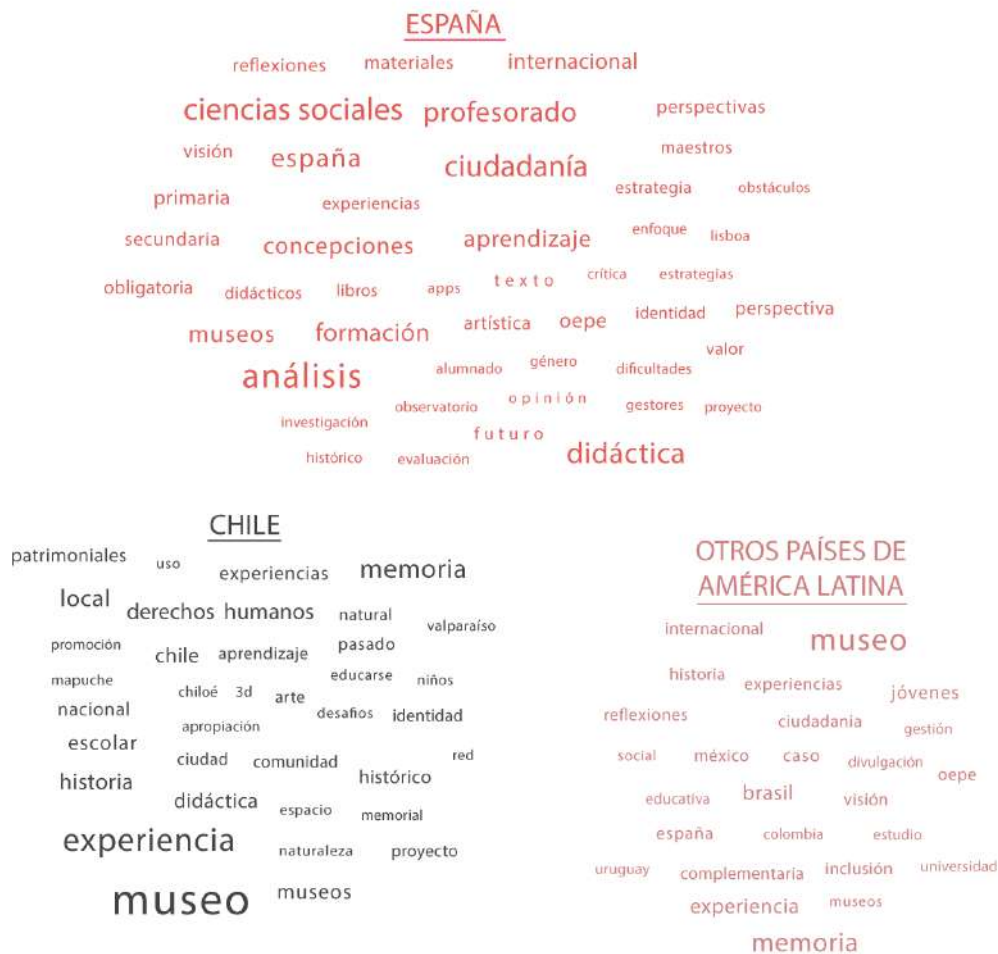 ESPAÑA
reflexiones materiales internacional
ciencias sociales profesorado perspectivas
visión españa ciudadanía maestros
primaria experiencias estrategia obstáculos
secundaria concepciones aprendizaje enfoque lisboa
obligatoria didácticos libros apps texto crítica estrategias
museos formación artística oepe identidad perspectiva
análisis alumnado género dificultades valor
investigación observatorio opinión gestores proyecto
futuro
histórico evaluación didáctica
CHILE
patrimoniales uso experiencias memoria
local derechos humanos natural valparaíso
promoción chile aprendizaje pasado
mapuche chiloé 3d arte educarse niños
nacional apropiación desafios identidad
escolar ciudad comunidad red
historia didáctica histórico
espacio memorial
experiencia naturaleza proyecto
museo museos
OTROS PAÍSES DE
AMÉRICA LATINA
internacional museo
historia experiencias jóvenes
reflexiones ciudadania gestión
social méxico caso divulgación oepe
educativa brasil visión
españa colombia estudio
uruguay complementaria inclusión universidad
experiencia museos
memoria